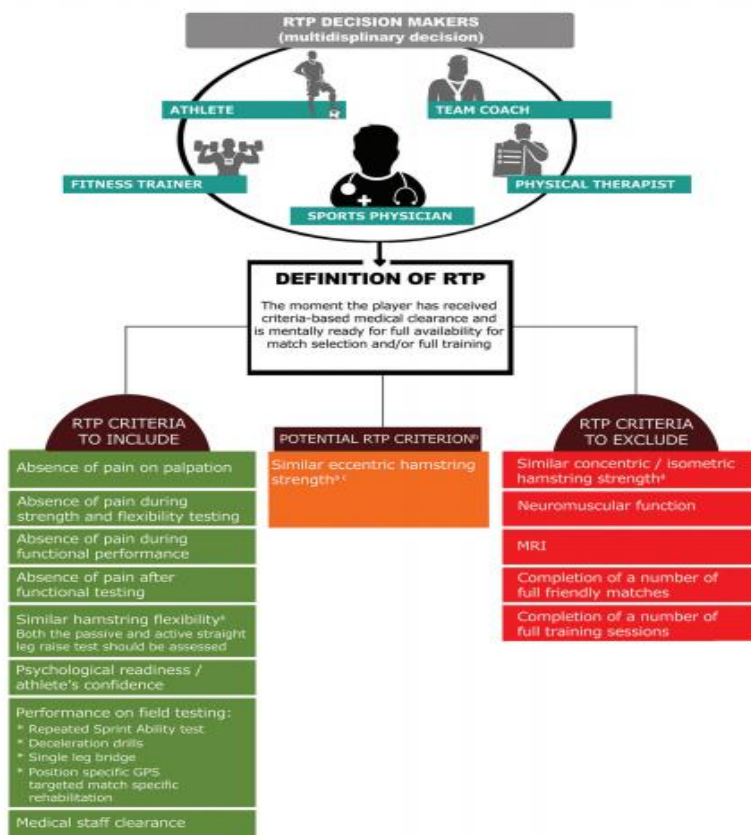 RTP DECISION MAKERS
(multidisplinary decision)
ATHLETE
TEAM COACH
FITNESS TRAINER
PHYSICAL THERAPIST
SPORTS PHYSICIAN
DEFINITION OF RTP
The moment the player has received
criteria-based medical clearance and
is mentally ready for full availability for
match selection and/or full training
RTP CRITERIA
TO INCLUDE
Absence of pain on palpation
Absence of pain during
strength and flexibility testing
Absence of pain during
functional performance
Absence of pain after
functional testing
Similar hamstring flexibilityª
Both the passive and active straight
leg raise test should be assessed
Psychological readiness /
athlete's confidence
Performance on field testing:
* Repeated Sprint Ability test
* Deceleration drills
* Single leg bridge
* Position specific GPS
targeted match specific
rehabilitation
Medical staff clearance
POTENTIAL RTP CRITERIONᵇ
Similar eccentric hamstring
strengthª ᶜ
RTP CRITERIA
TO EXCLUDE
Similar concentric / isometric
hamstring strengthª
Neuromuscular function
MRI
Completion of a number of
full friendly matches
Completion of a number of
full training sessions